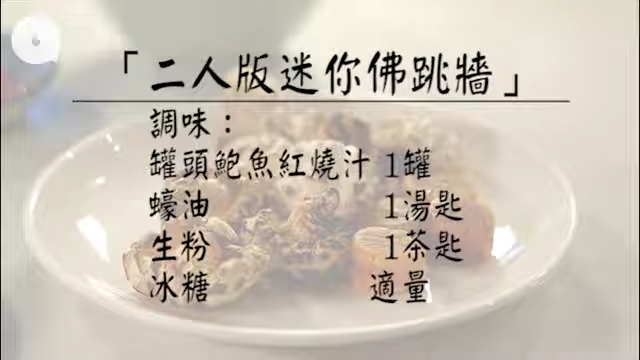 「二人版迷你佛跳牆」
調味：
罐頭鮑魚紅燒汁 1罐
蠔油 1湯匙
生粉 1茶匙
冰糖 適量